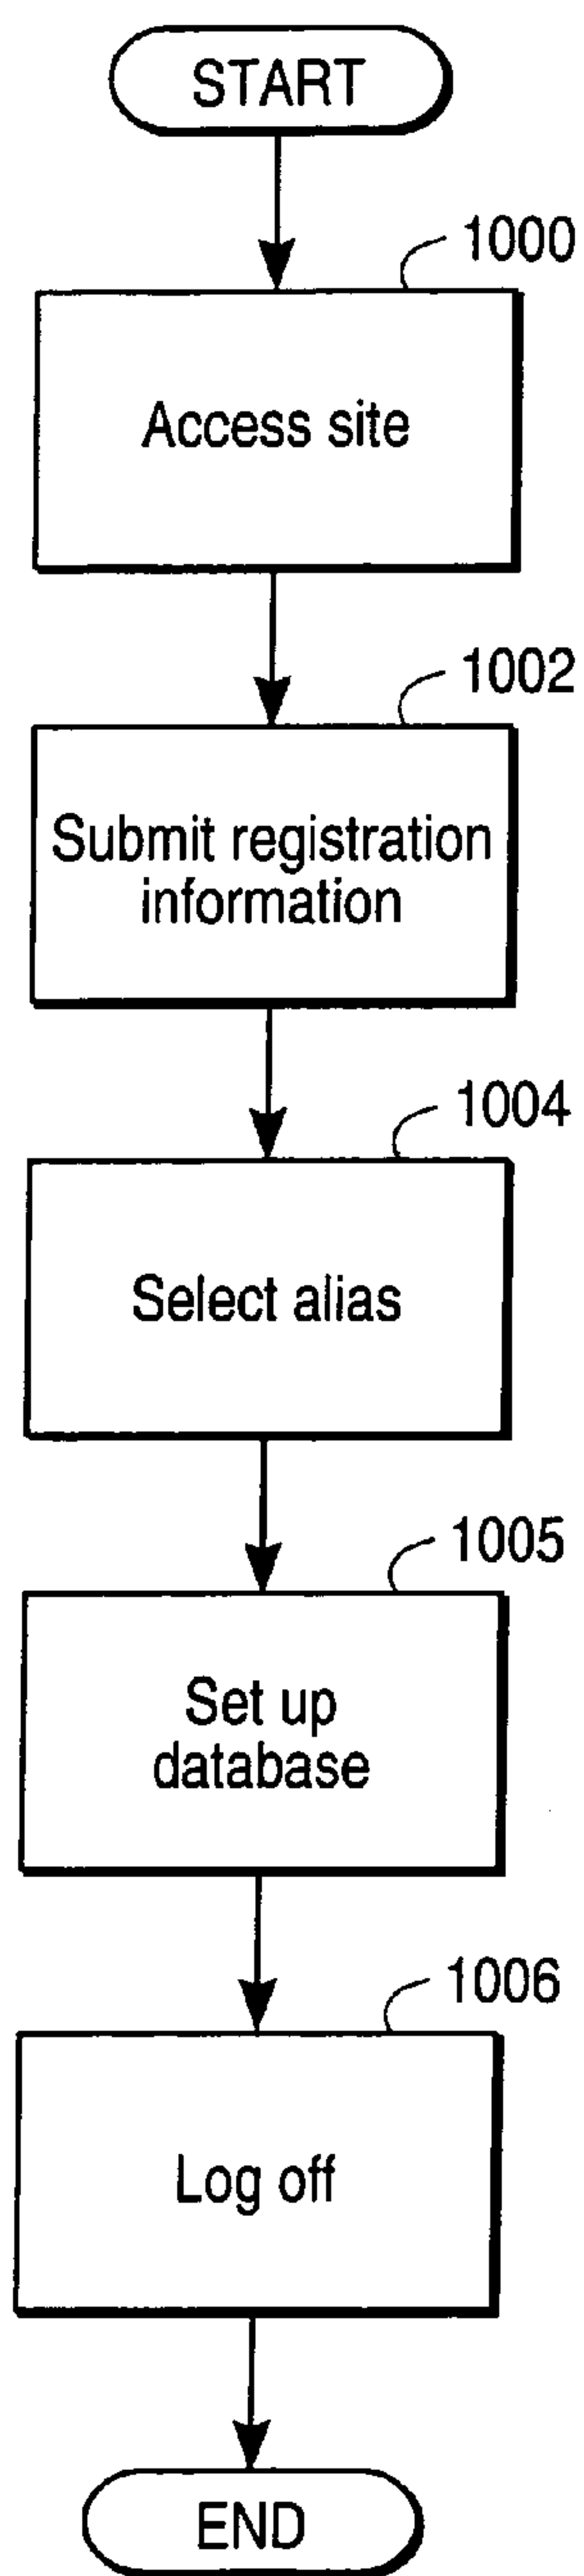 START
1000
Access site
1002
Submit registration
information
1004
Select alias
1005
Set up
database
1006
Log off
END